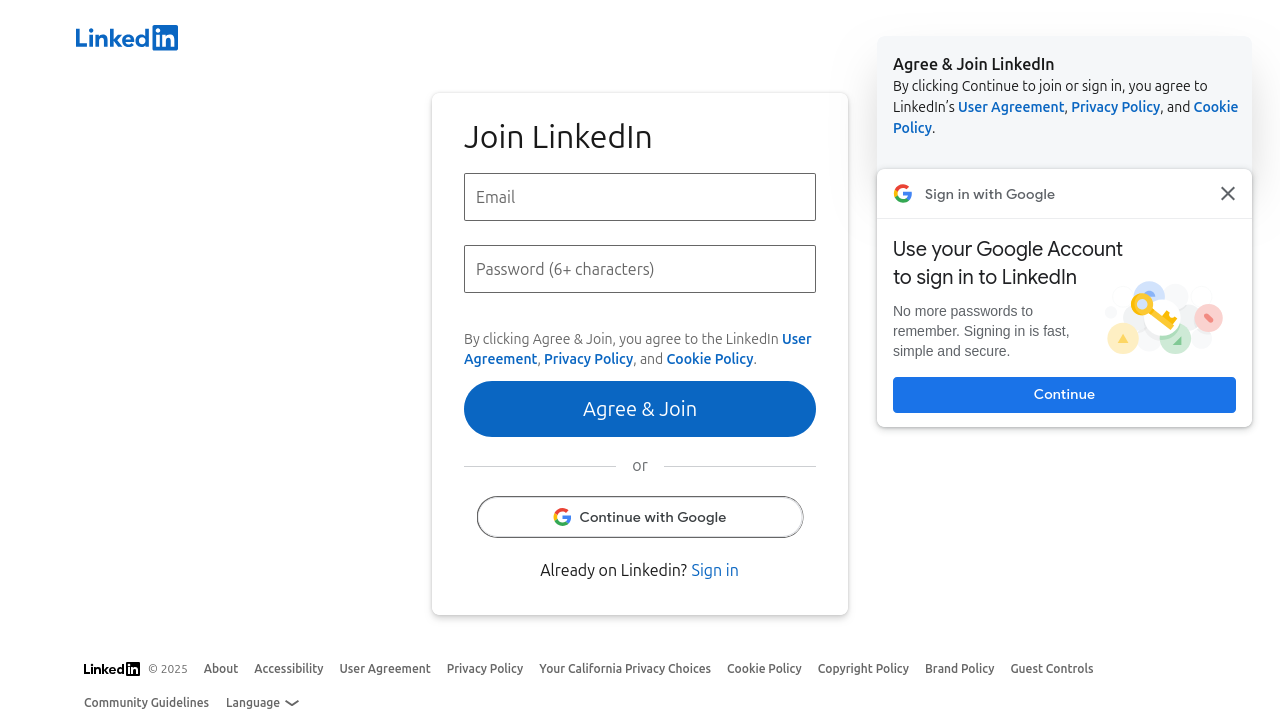 Linkedin
Agree & Join LinkedIn
By clicking Continue to join or sign in, you agree to
LinkedIn’s User Agreement, Privacy Policy, and Cookie
Policy.
Join LinkedIn
Email
Password (6+ characters)
By clicking Agree & Join, you agree to the LinkedIn User
Agreement, Privacy Policy, and Cookie Policy.
Agree & Join
or
Continue with Google
Already on Linkedin? Sign in
Sign in with Google
Use your Google Account
to sign in to LinkedIn
No more passwords to
remember. Signing in is fast,
simple and secure.
Continue
Linkedin © 2025 About Accessibility User Agreement Privacy Policy Your California Privacy Choices Cookie Policy Copyright Policy Brand Policy Guest Controls
Community Guidelines Language